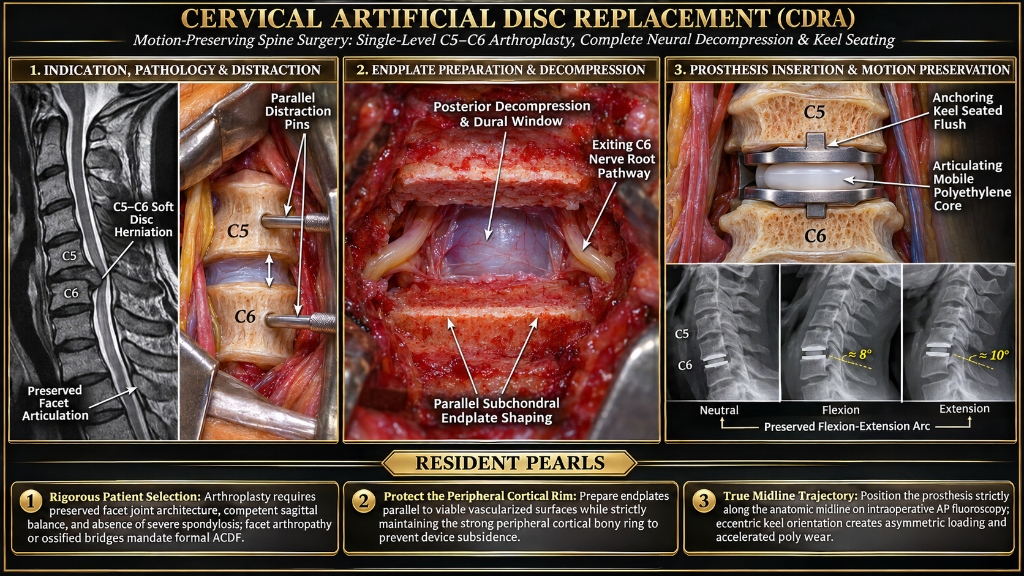 CERVICAL ARTIFICIAL DISC REPLACEMENT (CDRA)
Motion-Preserving Spine Surgery: Single-Level C5–C6 Arthroplasty, Complete Neural Decompression & Keel Seating
1. INDICATION, PATHOLOGY & DISTRACTION
Parallel
Distraction
Pins
C5–C6 Soft
Disc
Herniation
C5
C6
C5
C6
Preserved
Facet
Articulation
2. ENDPLATE PREPARATION & DECOMPRESSION
Posterior Decompression
& Dural Window
Exiting C6
Nerve Root
Pathway
Parallel Subchondral
Endplate Shaping
3. PROSTHESIS INSERTION & MOTION PRESERVATION
C5
Anchoring
Keel Seated
Flush
Articulating
Mobile
Polyethylene
Core
C6
C5
C6
≈ 8°
≈ 10°
Neutral
Flexion
Extension
Preserved Flexion-Extension Arc
RESIDENT PEARLS
1
Rigorous Patient Selection: Arthroplasty requires
preserved facet joint architecture, competent sagittal
balance, and absence of severe spondylosis; facet arthropathy
or ossified bridges mandate formal ACDF.
2
Protect the Peripheral Cortical Rim: Prepare endplates
parallel to viable vascularized surfaces while strictly
maintaining the strong peripheral cortical bony ring to
prevent device subsidence.
3
True Midline Trajectory: Position the prosthesis strictly
along the anatomic midline on intraoperative AP fluoroscopy;
eccentric keel orientation creates asymmetric loading and
accelerated poly wear.